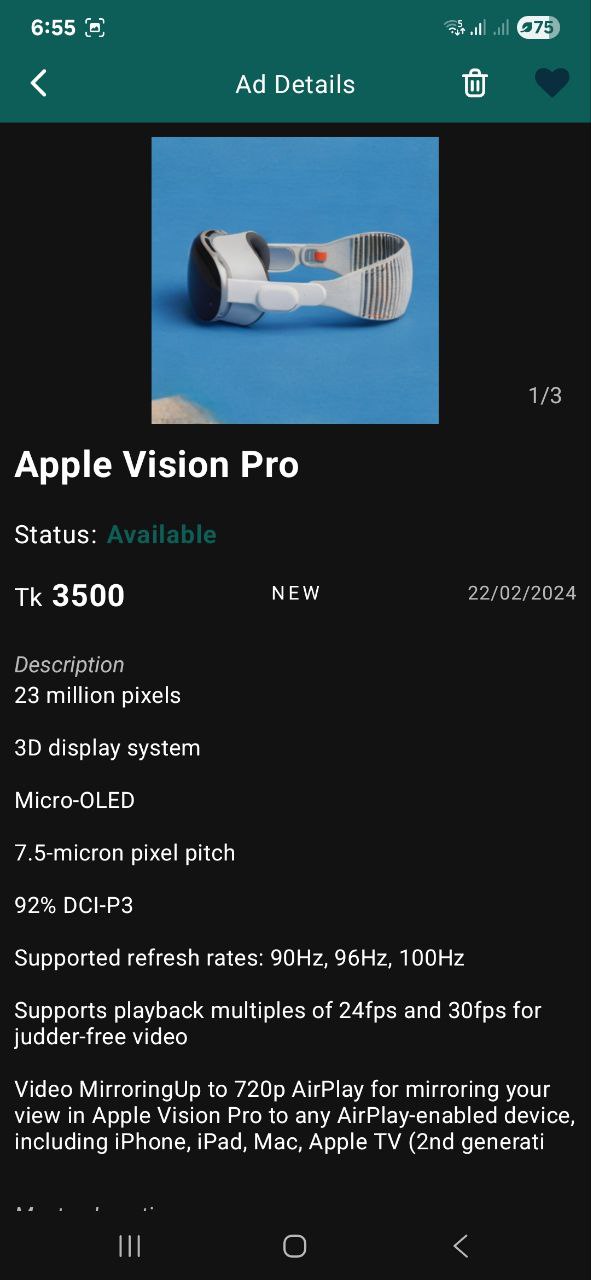 6:55
5
75
Ad Details
1/3
Apple Vision Pro
Status: Available
Tk 3500
NEW
22/02/2024
Description
23 million pixels
3D display system
Micro-OLED
7.5-micron pixel pitch
92% DCI-P3
Supported refresh rates: 90Hz, 96Hz, 100Hz
Supports playback multiples of 24fps and 30fps for
judder-free video
Video MirroringUp to 720p AirPlay for mirroring your
view in Apple Vision Pro to any AirPlay-enabled device,
including iPhone, iPad, Mac, Apple TV (2nd generati